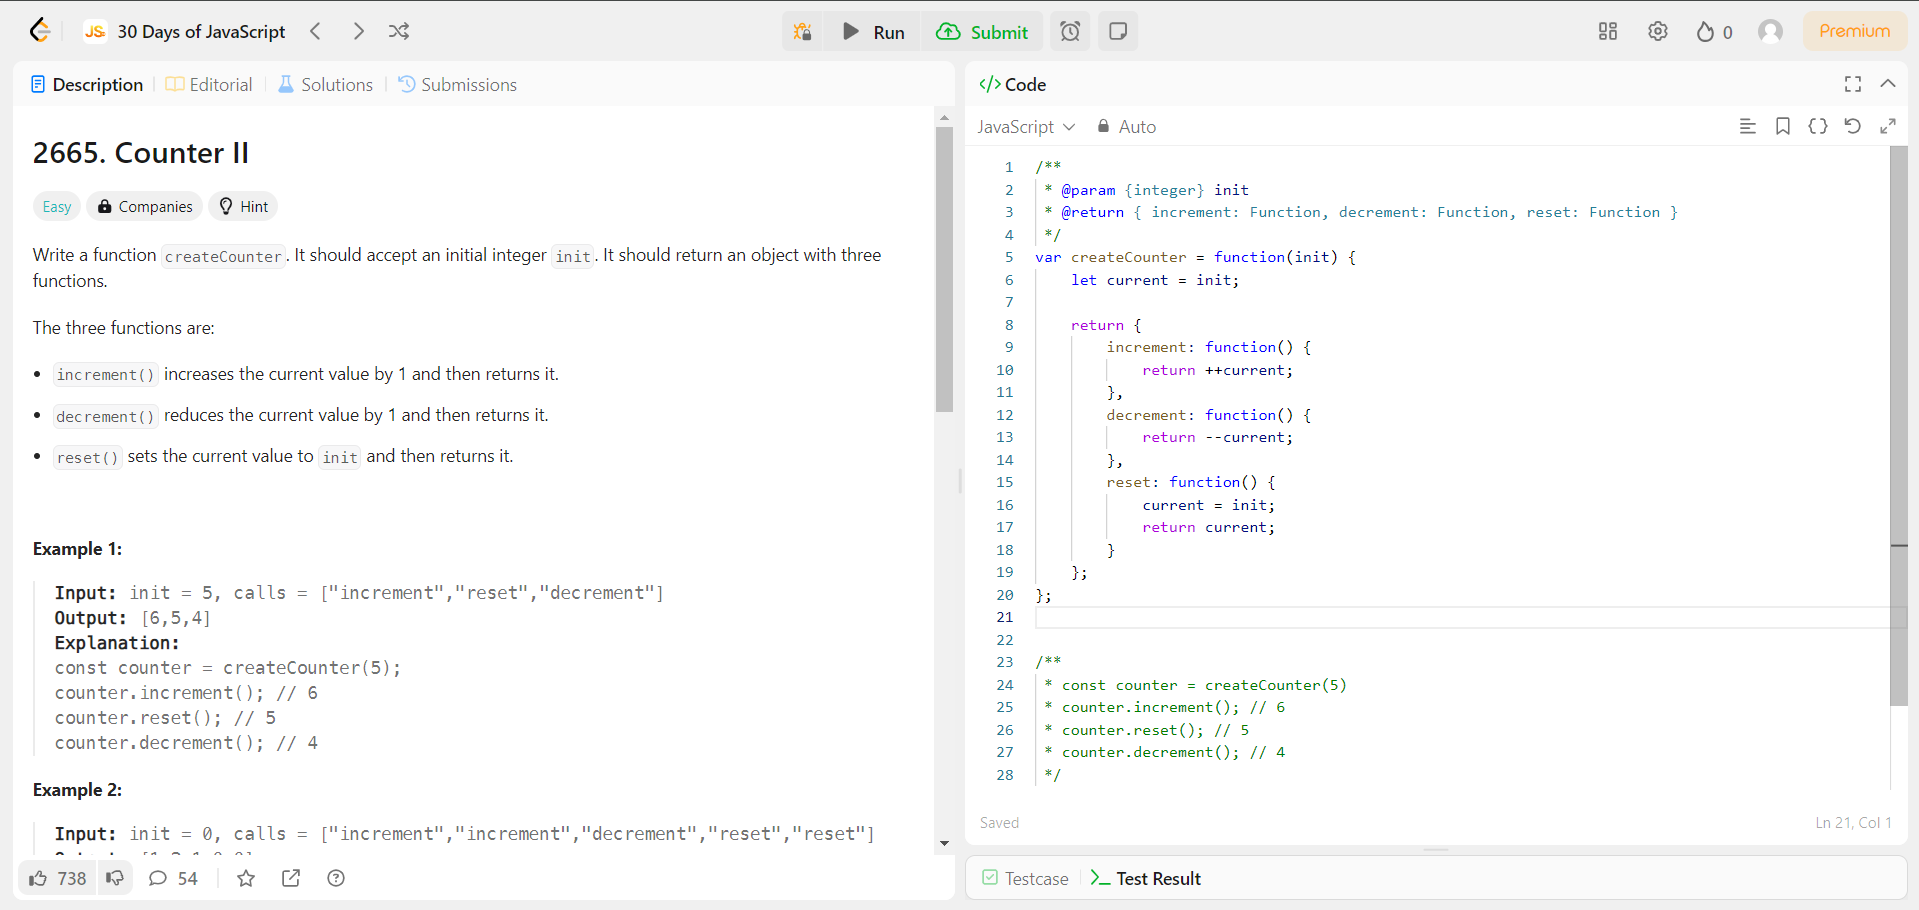 JS 30 Days of JavaScript
Run
Submit
0
Premium
Description
Editorial
Solutions
Submissions
2665. Counter II
Easy
Companies
Hint
Write a function createCounter. It should accept an initial integer init. It should return an object with three
functions.
The three functions are:
• increment() increases the current value by 1 and then returns it.
• decrement() reduces the current value by 1 and then returns it.
• reset() sets the current value to init and then returns it.
Example 1:
Input: init = 5, calls = ["increment","reset","decrement"]
Output: [6,5,4]
Explanation:
const counter = createCounter(5);
counter.increment(); // 6
counter.reset(); // 5
counter.decrement(); // 4
Example 2:
Input: init = 0, calls = ["increment","increment","decrement","reset","reset"]
738
54
</> Code
JavaScript
Auto
1 /**
2  * @param {integer} init
3  * @return { increment: Function, decrement: Function, reset: Function }
4  */
5 var createCounter = function(init) {
6     let current = init;
7
8     return {
9         increment: function() {
10             return ++current;
11         },
12         decrement: function() {
13             return --current;
14         },
15         reset: function() {
16             current = init;
17             return current;
18         }
19     };
20 };
21
22
23 /**
24  * const counter = createCounter(5)
25  * counter.increment(); // 6
26  * counter.reset(); // 5
27  * counter.decrement(); // 4
28  */
Saved
Ln 21, Col 1
Testcase
Test Result